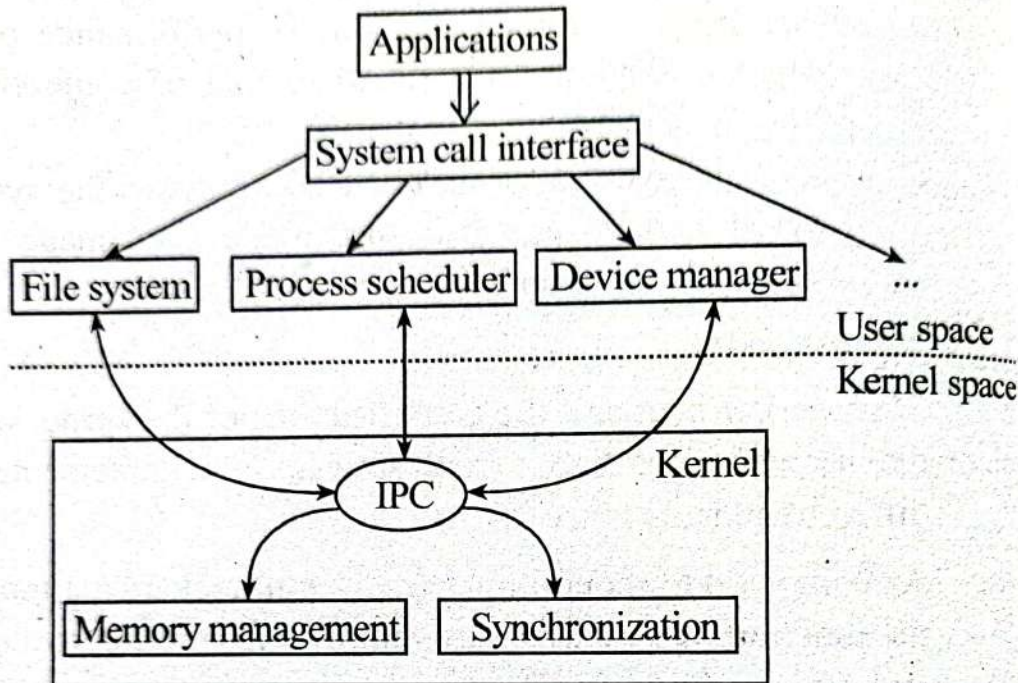 Applications
System call interface
File system
Process scheduler
Device manager
...
User space
Kernel space
Kernel
IPC
Memory management
Synchronization